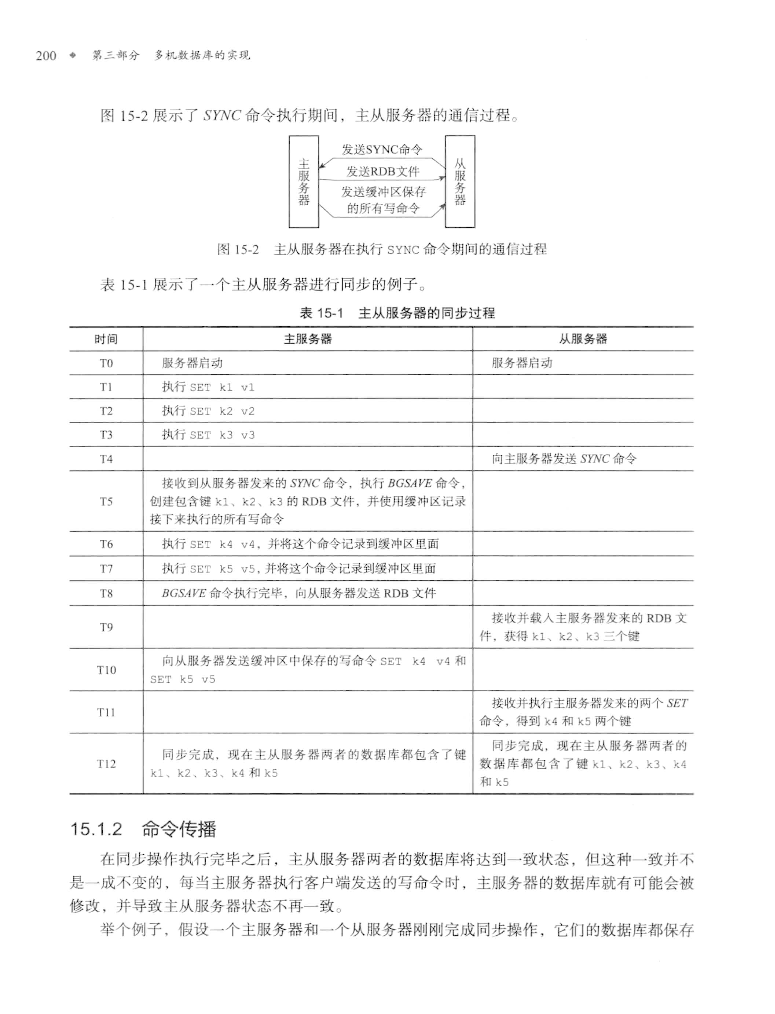 200 ◆ 第三部分 多机数据库的实现
图 15-2 展示了 SYNC 命令执行期间，主从服务器的通信过程。
主服务器
发送SYNC命令
发送RDB文件
发送缓冲区保存
的所有写命令
从服务器
图 15-2 主从服务器在执行 SYNC 命令期间的通信过程
表 15-1 展示了一个主从服务器进行同步的例子。
表 15-1 主从服务器的同步过程
时间 主服务器 从服务器
T0 服务器启动 服务器启动
T1 执行 SET k1 v1
T2 执行 SET k2 v2
T3 执行 SET k3 v3
T4 向主服务器发送 SYNC 命令
接收到从服务器发来的 SYNC 命令，执行 BGSAVE 命令，
T5 创建包含键 k1、k2、k3 的 RDB 文件，并使用缓冲区记录
接下来执行的所有写命令
T6 执行 SET k4 v4，并将这个命令记录到缓冲区里面
T7 执行 SET k5 v5，并将这个命令记录到缓冲区里面
T8 BGSAVE 命令执行完毕，向从服务器发送 RDB 文件
T9 接收并载入主服务器发来的 RDB 文
件，获得 k1、k2、k3 三个键
T10 向从服务器发送缓冲区中保存的写命令 SET k4 v4 和
SET k5 v5
T11 接收并执行主服务器发来的两个 SET
命令，得到 k4 和 k5 两个键
T12 同步完成，现在主从服务器两者的数据库都包含了键
k1、k2、k3、k4 和 k5
同步完成，现在主从服务器两者的
数据库都包含了键 k1、k2、k3、k4
和 k5
15.1.2 命令传播
在同步操作执行完毕之后，主从服务器两者的数据库将达到一致状态，但这种一致并不
是一成不变的，每当主服务器执行客户端发送的写命令时，主服务器的数据库就有可能会被
修改，并导致主从服务器状态不再一致。
举个例子，假设一个主服务器和一个从服务器刚刚完成同步操作，它们的数据库都保存